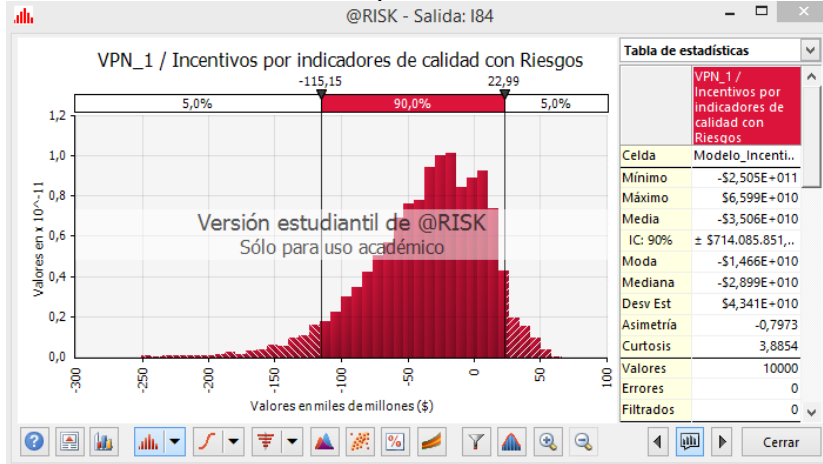 @RISK - Salida: I84
VPN_1 / Incentivos por indicadores de calidad con Riesgos
-115,15 22,99
5,0% 90,0% 5,0%
1,2
1,0
0,8
0,6
0,4
0,2
0,0
Valores en x 10^-11
Versión estudiantil de @RISK
Sólo para uso académico
-300 -250 -200 -150 -100 -50 0 50 100
Valores en miles de millones ($)
Tabla de estadísticas
VPN_1 /
Incentivos por
indicadores de
calidad con
Riesgos
Celda Modelo_Incenti..
Mínimo -$2,505E+011
Máximo $6,599E+010
Media -$3,506E+010
IC: 90% ± $714.085.851,..
Moda -$1,466E+010
Mediana -$2,899E+010
Desv Est $4,341E+010
Asimetría -0,7973
Curtosis 3,8854
Valores 10000
Errores 0
Filtrados 0
Cerrar